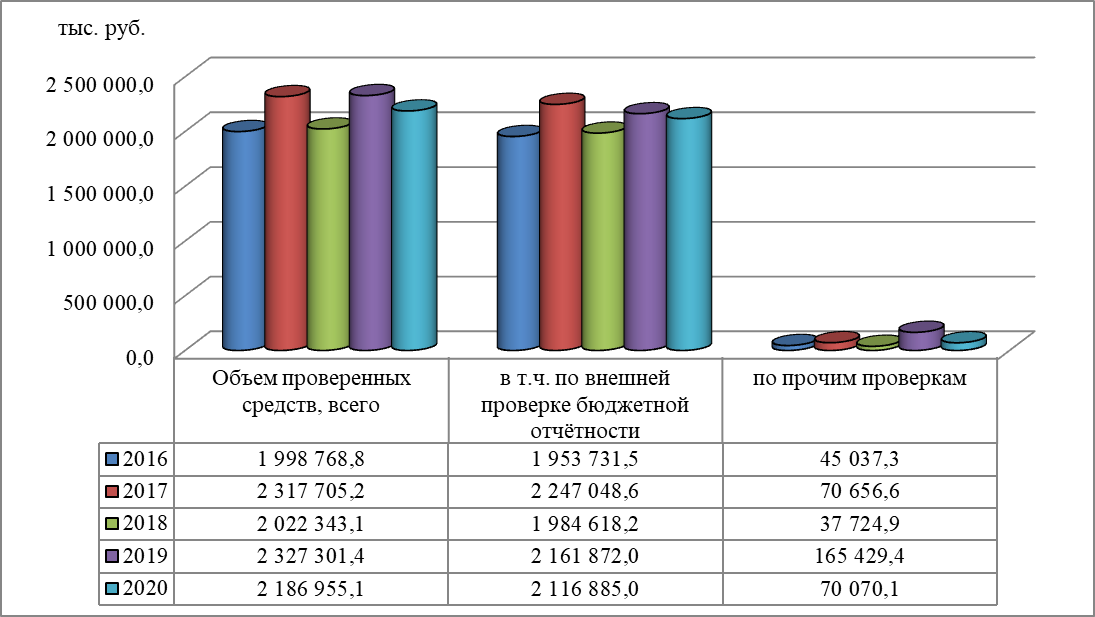 тыс. руб.
2 500 000,0
2 000 000,0
1 500 000,0
1 000 000,0
500 000,0
0,0
Объем проверенных
средств, всего
в т.ч. по внешней
проверке бюджетной
отчётности
по прочим проверкам
2016 1 998 768,8 1 953 731,5 45 037,3
2017 2 317 705,2 2 247 048,6 70 656,6
2018 2 022 343,1 1 984 618,2 37 724,9
2019 2 327 301,4 2 161 872,0 165 429,4
2020 2 186 955,1 2 116 885,0 70 070,1